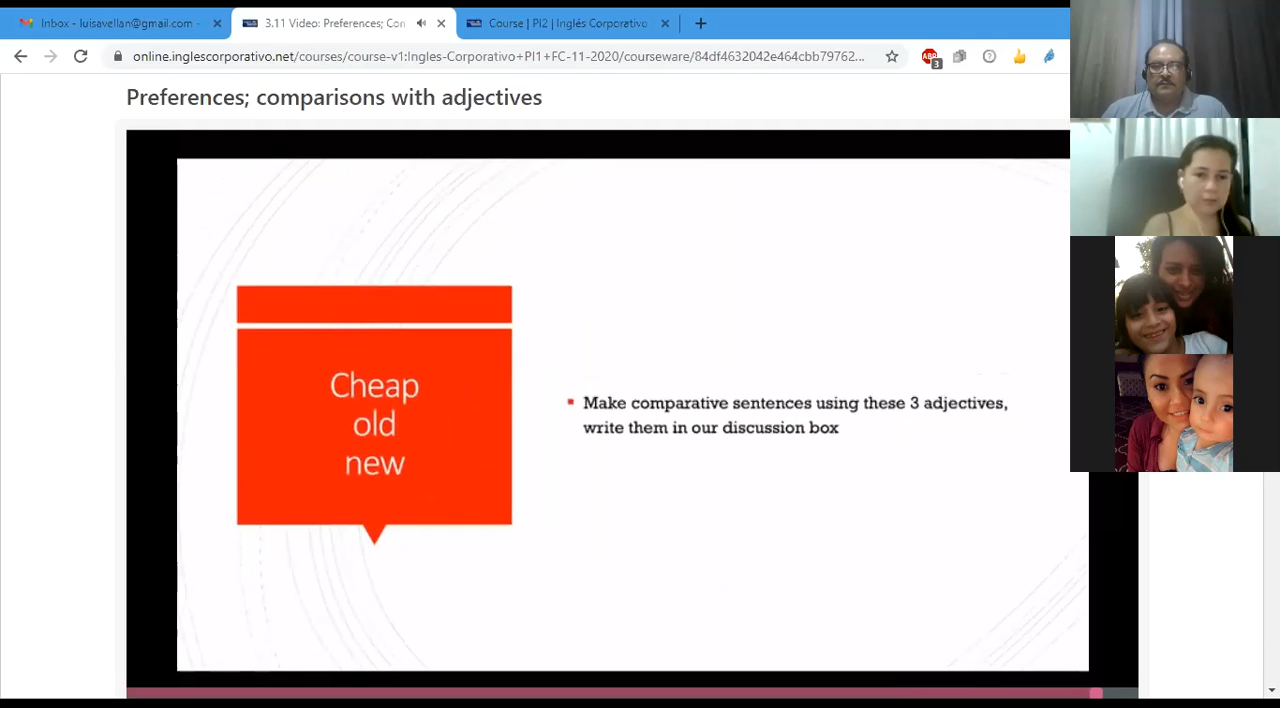 Inbox - luisavellan@gmail.com -
3.11 Video: Preferences; Con
Course | PI2 | Inglés Corporativo
online.inglescorporativo.net/courses/course-v1:Ingles-Corporativo+PI1+FC-11-2020/courseware/84df4632042e464cbb79762...
ABP
3
Preferences; comparisons with adjectives
Cheap
old
new
Make comparative sentences using these 3 adjectives,
write them in our discussion box